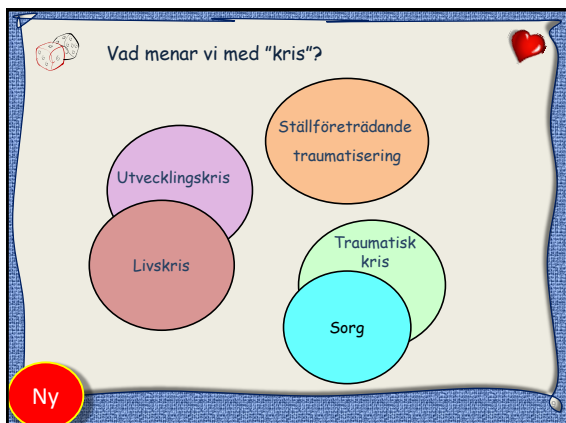 Vad menar vi med ”kris”?
Ställföreträdande
traumatisering
Utvecklingskris
Livskris
Traumatisk
kris
Sorg
Ny